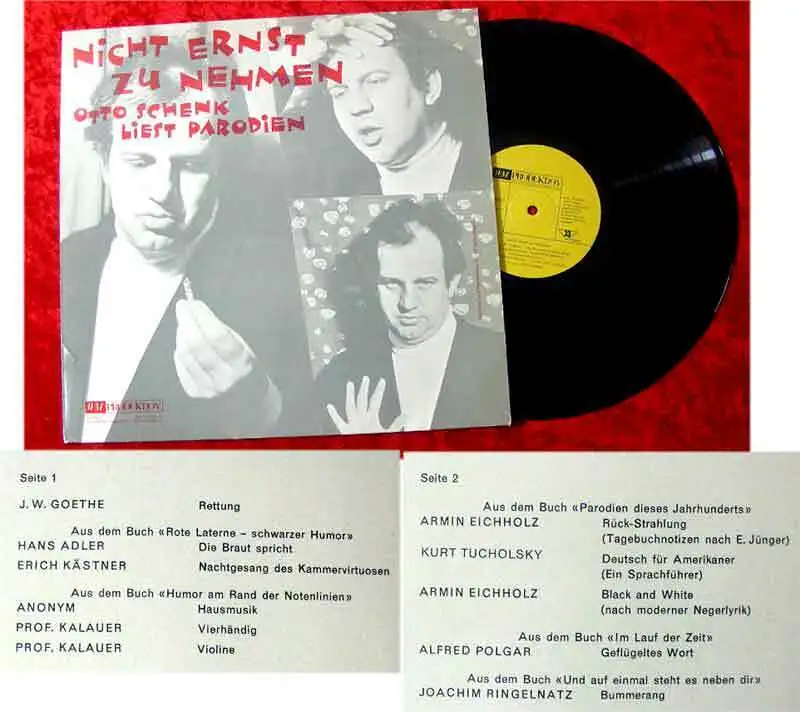 NICHT ERNST
ZU NEHMEN
OTTO SCHENK
LIEST PARODIEN
Seite 1
J. W. GOETHE Rettung
Aus dem Buch «Rote Laterne – schwarzer Humor»
HANS ADLER Die Braut spricht
ERICH KÄSTNER Nachtgesang des Kammervirtuosen
Aus dem Buch «Humor am Rand der Notenlinien»
ANONYM Hausmusik
PROF. KALAUER Vierhändig
PROF. KALAUER Violine
Seite 2
Aus dem Buch «Parodien dieses Jahrhunderts»
ARMIN EICHHOLZ Rück-Strahlung
(Tagebuchnotizen nach E. Jünger)
KURT TUCHOLSKY Deutsch für Amerikaner
(Ein Sprachführer)
ARMIN EICHHOLZ Black and White
(nach moderner Negerlyrik)
Aus dem Buch «Im Lauf der Zeit»
ALFRED POLGAR Geflügeltes Wort
Aus dem Buch «Und auf einmal steht es neben dir»
JOACHIM RINGELNATZ Bummerang